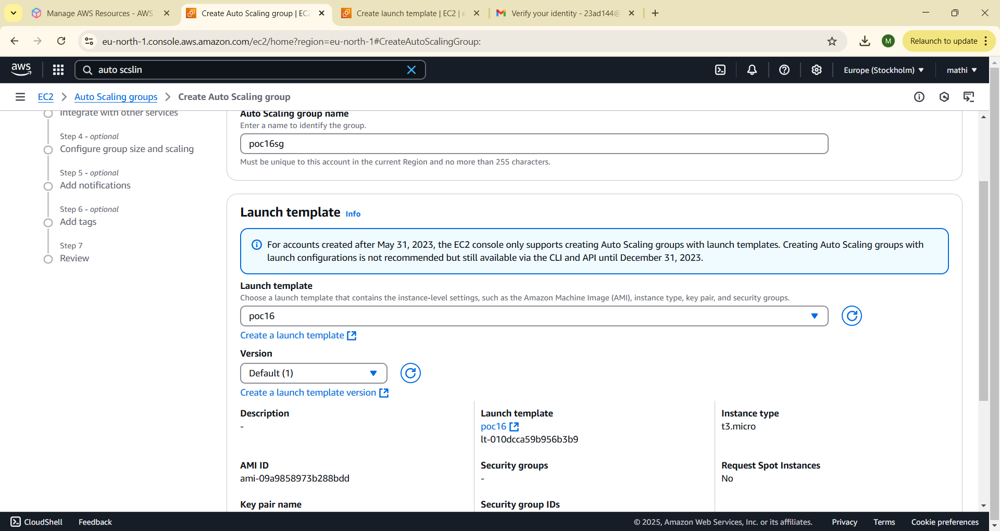 Manage AWS Resources - AWS
Create Auto Scaling group | EC2
Create launch template | EC2 | e
Verify your identity - 23ad144@
eu-north-1.console.aws.amazon.com/ec2/home?region=eu-north-1#CreateAutoScalingGroup:
M
Relaunch to update
aws
auto scslin
Europe (Stockholm)
mathi
EC2
Auto Scaling groups
Create Auto Scaling group
Integrate with other services
Step 4 - optional
Configure group size and scaling
Step 5 - optional
Add notifications
Step 6 - optional
Add tags
Step 7
Review
Auto Scaling group name
Enter a name to identify the group.
poc16sg
Must be unique to this account in the current Region and no more than 255 characters.
Launch template Info
For accounts created after May 31, 2023, the EC2 console only supports creating Auto Scaling groups with launch templates. Creating Auto Scaling groups with
launch configurations is not recommended but still available via the CLI and API until December 31, 2023.
Launch template
Choose a launch template that contains the instance-level settings, such as the Amazon Machine Image (AMI), instance type, key pair, and security groups.
poc16
Create a launch template
Version
Default (1)
Create a launch template version
Description
-
Launch template
poc16
lt-010dcca59b956b3b9
Instance type
t3.micro
AMI ID
ami-09a9858973b288bdd
Security groups
-
Request Spot Instances
No
Key pair name
Security group IDs
CloudShell
Feedback
© 2025, Amazon Web Services, Inc. or its affiliates.
Privacy
Terms
Cookie preferences